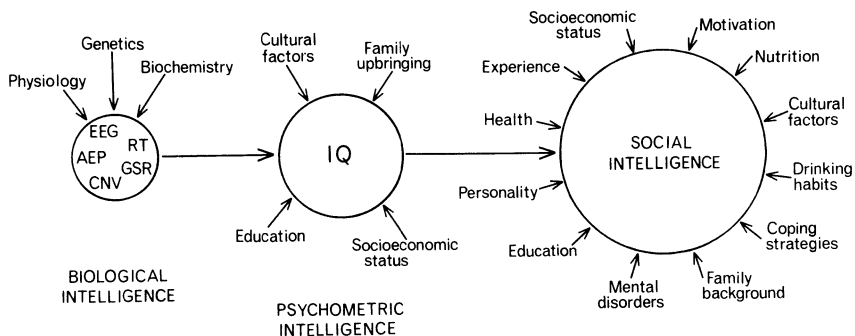 Genetics
Physiology
Biochemistry
EEG
RT
AEP
GSR
CNV
BIOLOGICAL
INTELLIGENCE
Cultural
factors
Family
upbringing
IQ
Education
Socioeconomic
status
PSYCHOMETRIC
INTELLIGENCE
Socioeconomic
status
Motivation
Experience
Nutrition
Health
Cultural
factors
SOCIAL
INTELLIGENCE
Personality
Drinking
habits
Education
Coping
strategies
Mental
disorders
Family
background